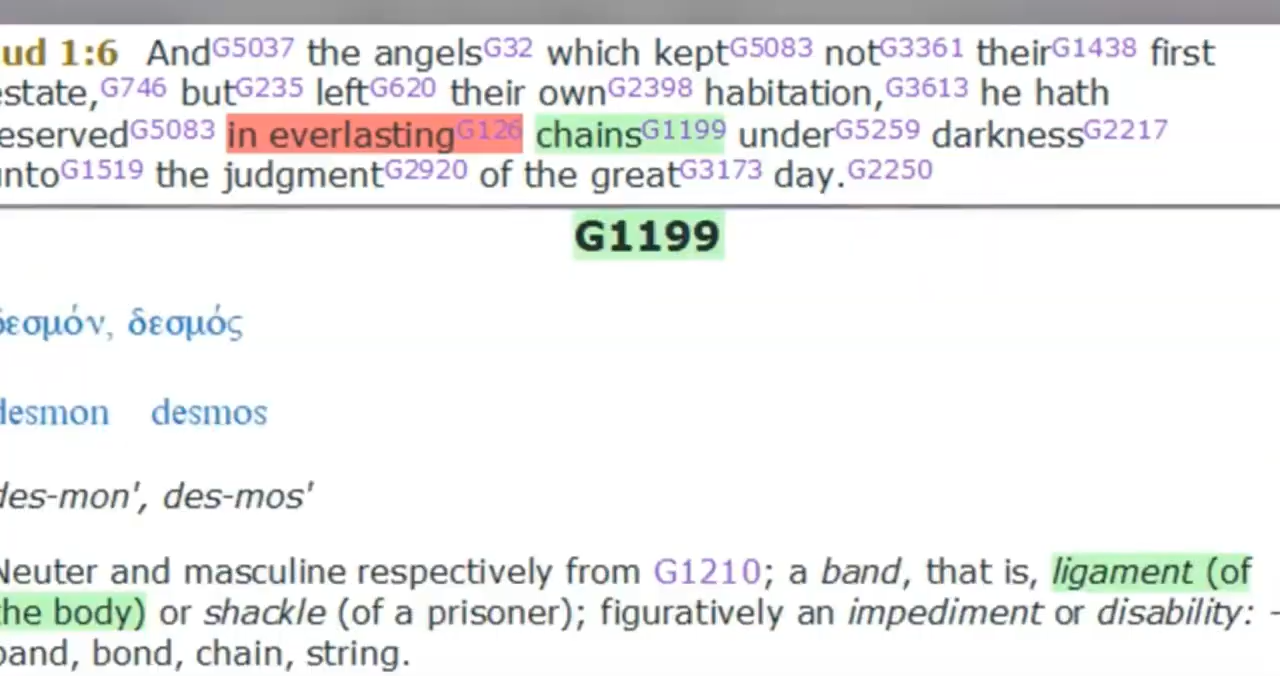 ud 1:6 AndG5037 the angelsG32 which keptG5083 notG3361 theirG1438 first
estate,G746 butG235 leftG620 their ownG2398 habitation,G3613 he hath
eservedG5083 in everlastingG126 chainsG1199 underG5259 darknessG2217
untoG1519 the judgmentG2920 of the greatG3173 day.G2250
G1199
δεσμόν, δεσμός
desmon desmos
des-mon', des-mos'
Neuter and masculine respectively from G1210; a band, that is, ligament (of
the body) or shackle (of a prisoner); figuratively an impediment or disability: -
band, bond, chain, string.